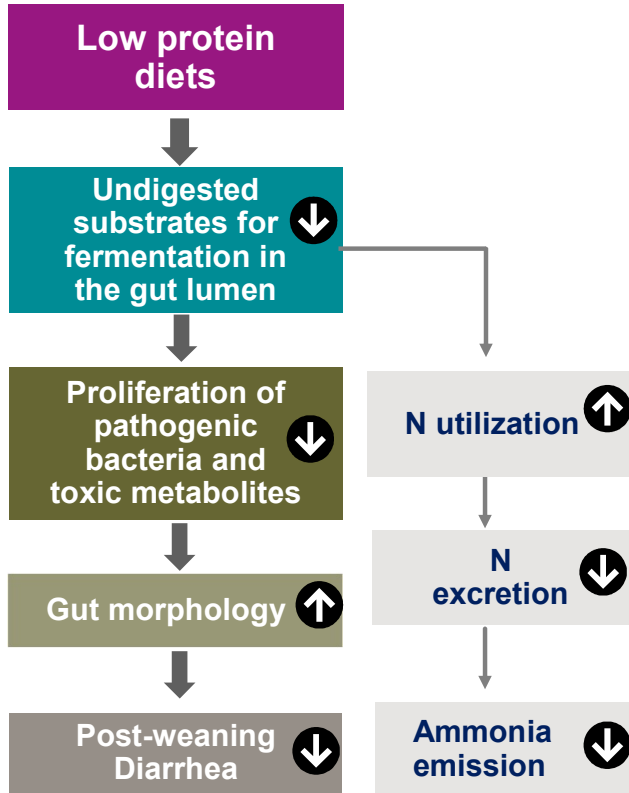 Low protein
diets
Undigested
substrates for
fermentation in
the gut lumen
Proliferation of
pathogenic
bacteria and
toxic metabolites
Gut morphology
Post-weaning
Diarrhea
N utilization
N
excretion
Ammonia
emission